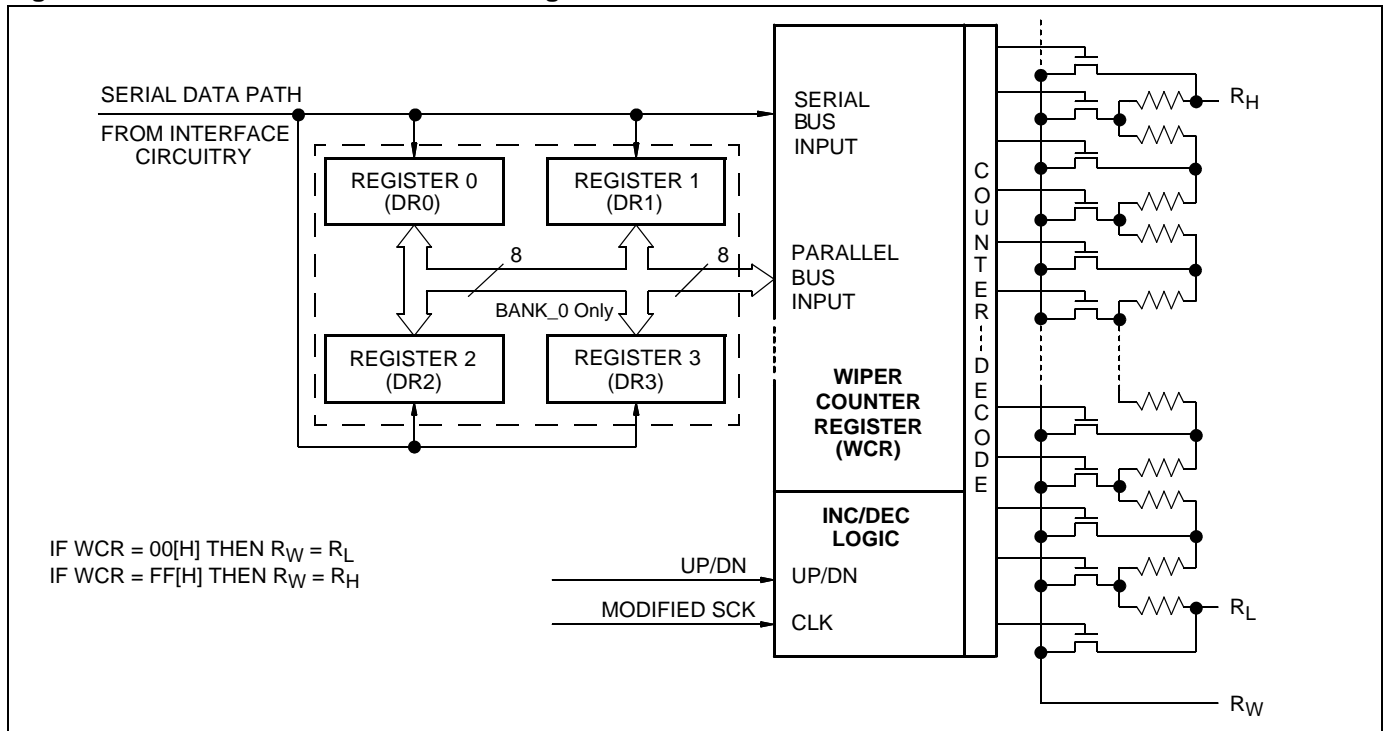 SERIAL DATA PATH
FROM INTERFACE
CIRCUITRY
REGISTER 0
(DR0)
REGISTER 1
(DR1)
8
8
BANK_0 Only
REGISTER 2
(DR2)
REGISTER 3
(DR3)
SERIAL
BUS
INPUT
PARALLEL
BUS
INPUT
WIPER
COUNTER
REGISTER
(WCR)
INC/DEC
LOGIC
UP/DN
UP/DN
MODIFIED SCK
CLK
IF WCR = 00[H] THEN RW = RL
IF WCR = FF[H] THEN RW = RH
COUNTER
DECODE
RH
RL
RW